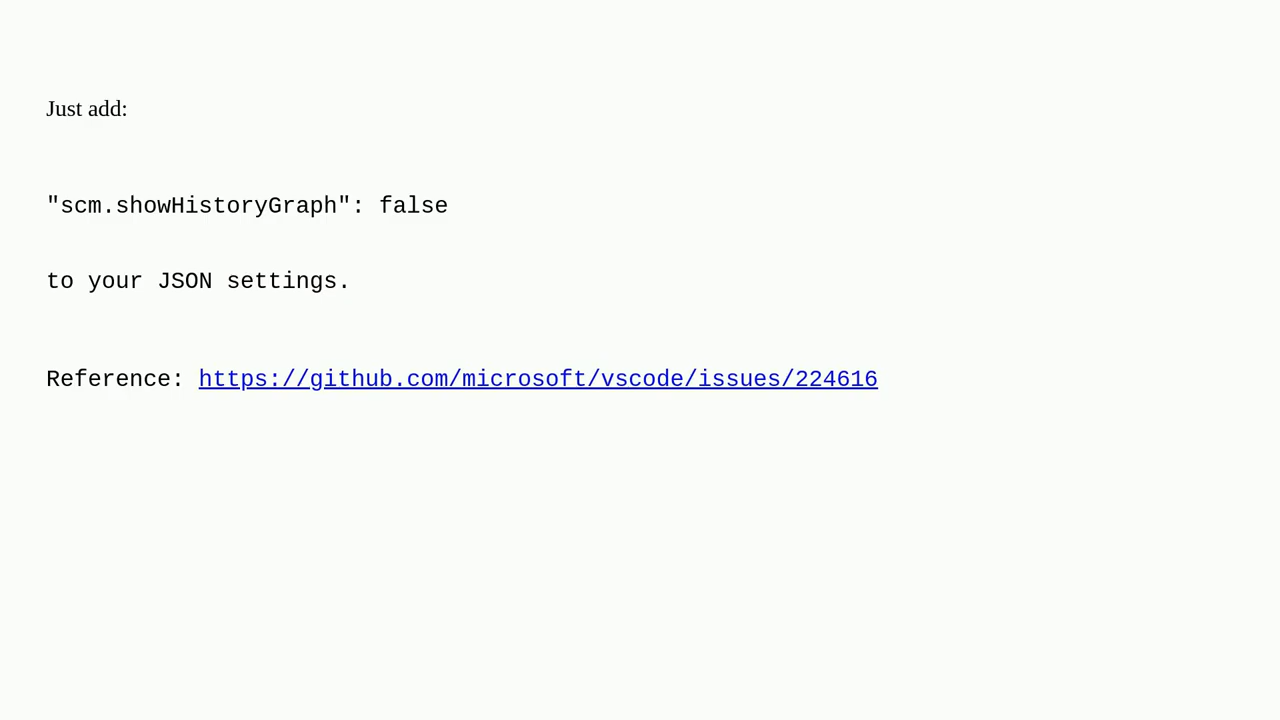 Just add:
"scm.showHistoryGraph": false
to your JSON settings.
Reference: https://github.com/microsoft/vscode/issues/224616